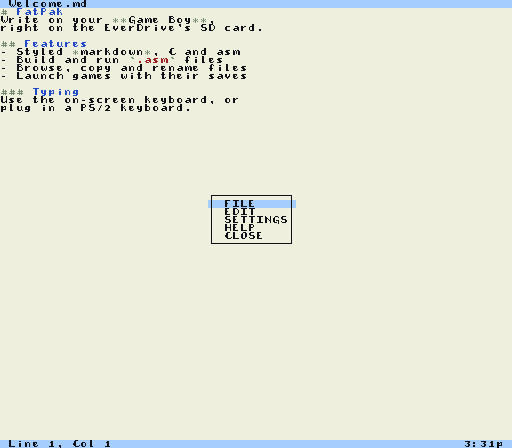 Welcome.md
# FatPak
Write on your **Game Boy**,
right on the EverDrive's SD card.
## Features
- Styled *markdown*, C and asm
- Build and run `.asm` files
- Browse, copy and rename files
- Launch games with their saves
### Typing
Use the on-screen keyboard, or
plug in a PS/2 keyboard.
FILE
EDIT
SETTINGS
HELP
CLOSE
Line 1, Col 1 3:31p